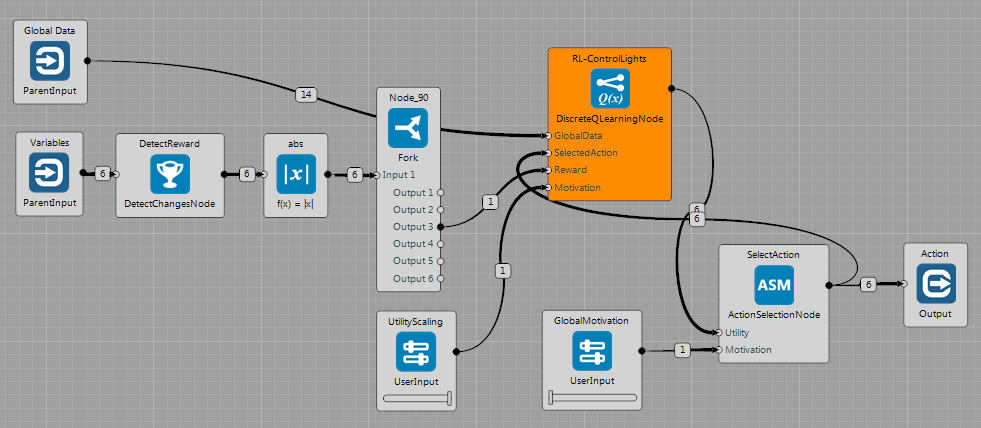 Global Data
ParentInput
14
Variables
ParentInput
6
DetectReward
DetectChangesNode
6
abs
|x|
f(x) = |x|
6
Node_90
Fork
Input 1
Output 1
Output 2
Output 3
Output 4
Output 5
Output 6
1
1
RL-ControlLights
Q(x)
DiscreteQLearningNode
GlobalData
SelectedAction
Reward
Motivation
6
6
UtilityScaling
UserInput
GlobalMotivation
UserInput
1
SelectAction
ASM
ActionSelectionNode
Utility
Motivation
6
Action
Output